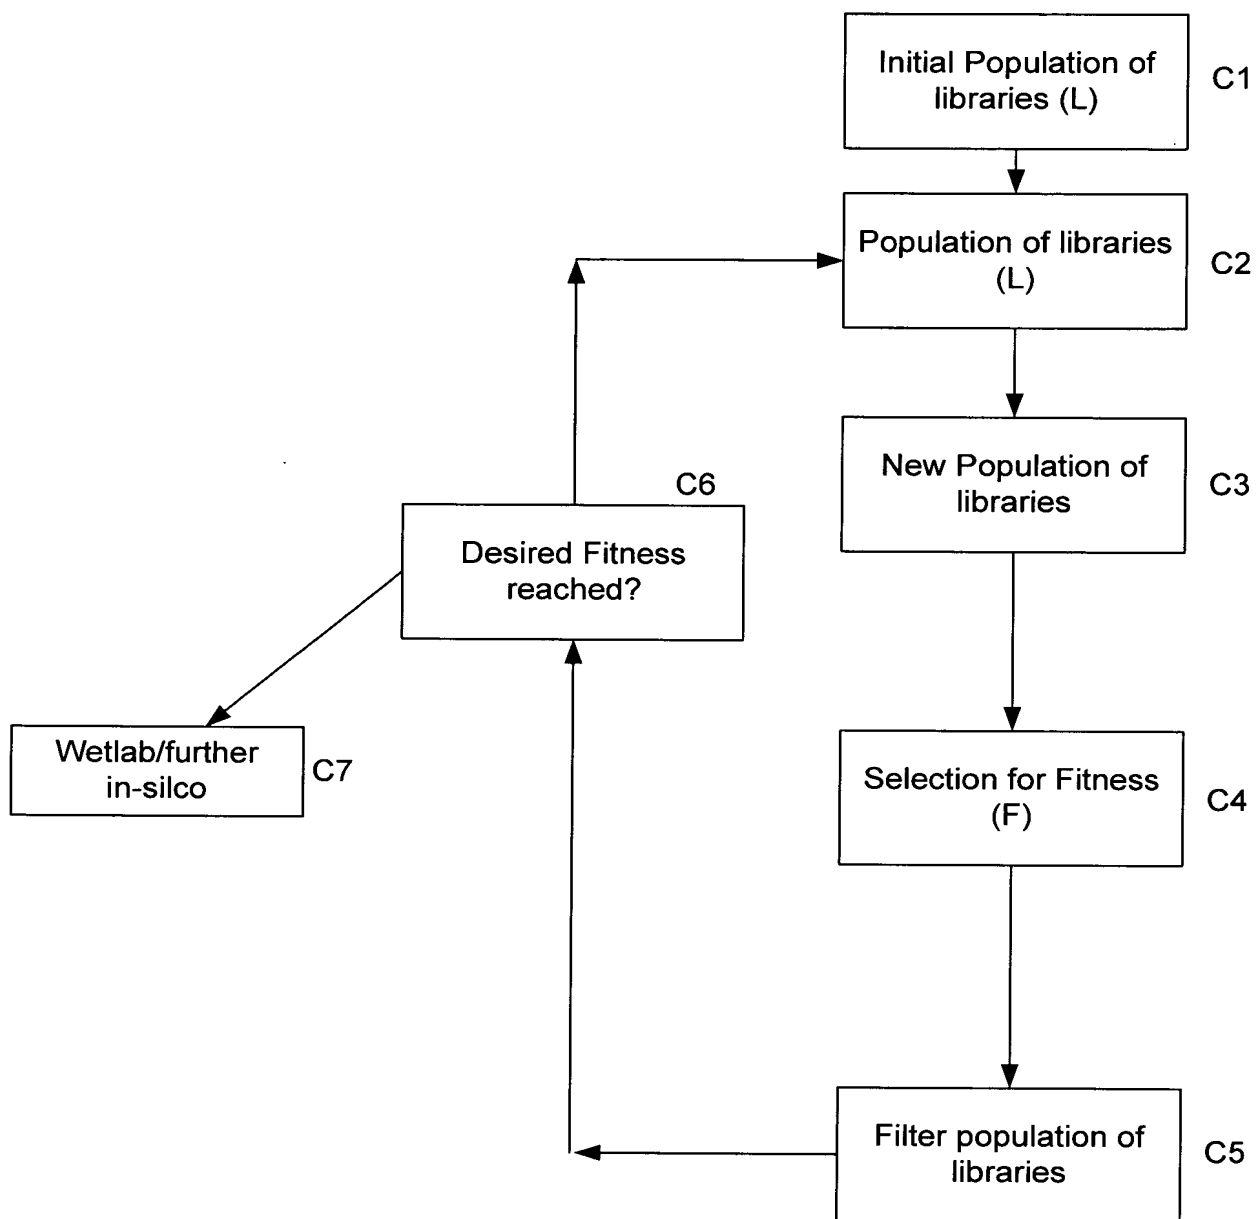 Initial Population of
libraries (L)
C1
Population of libraries
(L)
C2
New Population of
libraries
C3
C6
Desired Fitness
reached?
Wetlab/further
in-silco
C7
Selection for Fitness
(F)
C4
Filter population of
libraries
C5